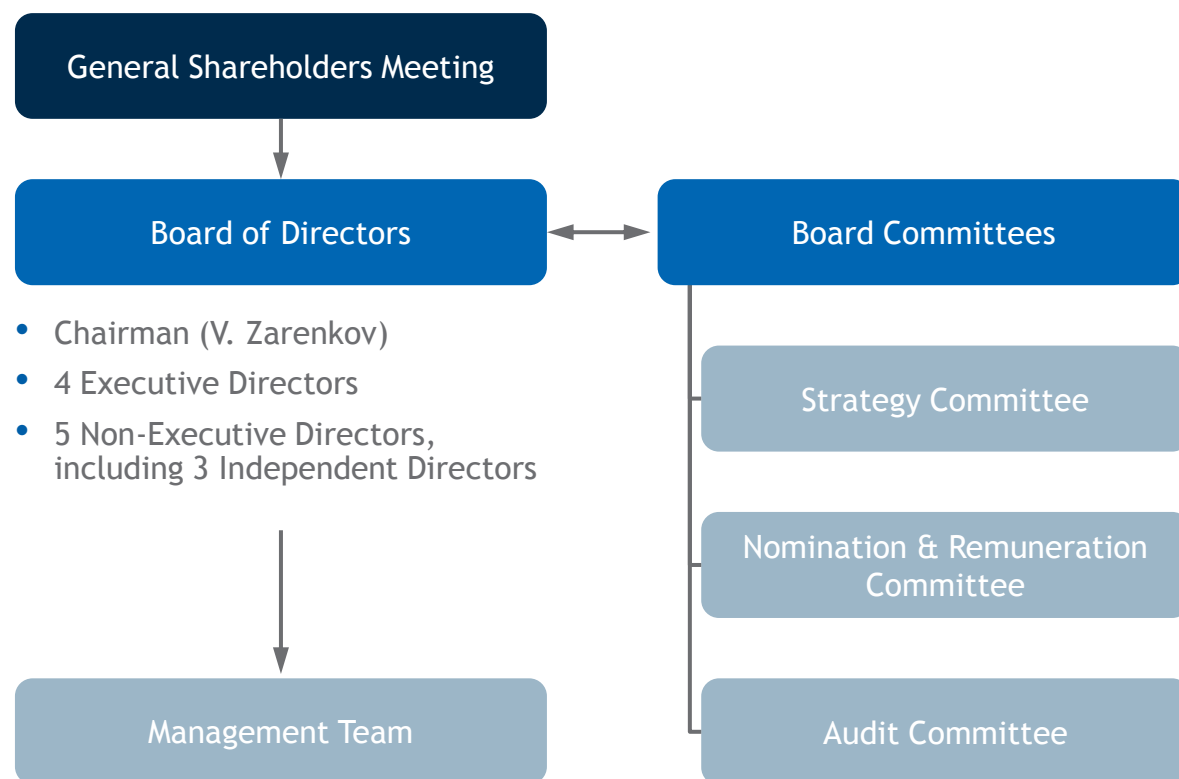 General Shareholders Meeting
Board of Directors
Board Committees
• Chairman (V. Zarenkov)
• 4 Executive Directors
• 5 Non-Executive Directors,
including 3 Independent Directors
Strategy Committee
Nomination & Remuneration
Committee
Management Team
Audit Committee